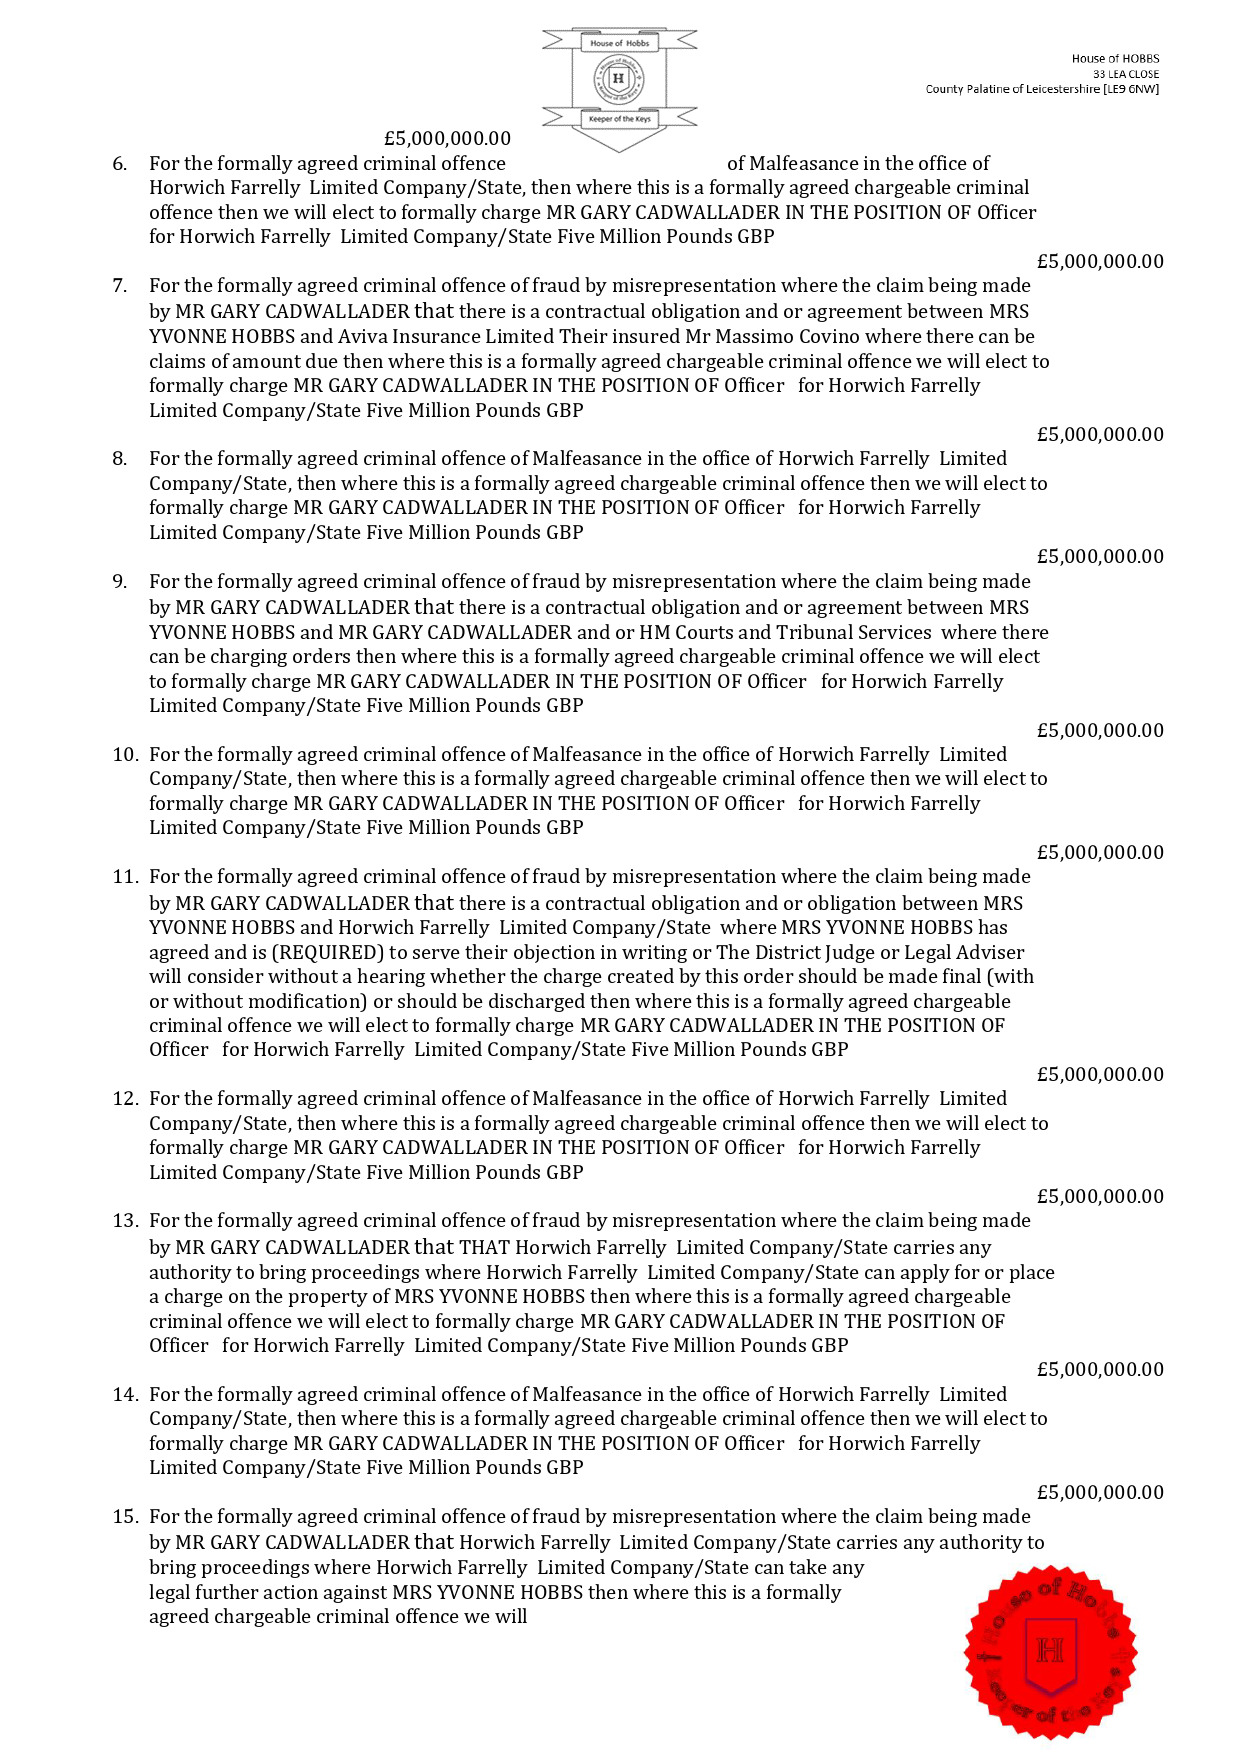 House of Hobbs
House of Hobbs
H
Keeper of the Keys
Keeper of the Keys
House of HOBBS
33 LEA CLOSE
County Palatine of Leicestershire [LE9 6NW]
£5,000,000.00
6. For the formally agreed criminal offence of Malfeasance in the office of
Horwich Farrelly Limited Company/State, then where this is a formally agreed chargeable criminal
offence then we will elect to formally charge MR GARY CADWALLADER IN THE POSITION OF Officer
for Horwich Farrelly Limited Company/State Five Million Pounds GBP
£5,000,000.00
7. For the formally agreed criminal offence of fraud by misrepresentation where the claim being made
by MR GARY CADWALLADER that there is a contractual obligation and or agreement between MRS
YVONNE HOBBS and Aviva Insurance Limited Their insured Mr Massimo Covino where there can be
claims of amount due then where this is a formally agreed chargeable criminal offence we will elect to
formally charge MR GARY CADWALLADER IN THE POSITION OF Officer for Horwich Farrelly
Limited Company/State Five Million Pounds GBP
£5,000,000.00
8. For the formally agreed criminal offence of Malfeasance in the office of Horwich Farrelly Limited
Company/State, then where this is a formally agreed chargeable criminal offence then we will elect to
formally charge MR GARY CADWALLADER IN THE POSITION OF Officer for Horwich Farrelly
Limited Company/State Five Million Pounds GBP
£5,000,000.00
9. For the formally agreed criminal offence of fraud by misrepresentation where the claim being made
by MR GARY CADWALLADER that there is a contractual obligation and or agreement between MRS
YVONNE HOBBS and MR GARY CADWALLADER and or HM Courts and Tribunal Services where there
can be charging orders then where this is a formally agreed chargeable criminal offence we will elect
to formally charge MR GARY CADWALLADER IN THE POSITION OF Officer for Horwich Farrelly
Limited Company/State Five Million Pounds GBP
£5,000,000.00
10. For the formally agreed criminal offence of Malfeasance in the office of Horwich Farrelly Limited
Company/State, then where this is a formally agreed chargeable criminal offence then we will elect to
formally charge MR GARY CADWALLADER IN THE POSITION OF Officer for Horwich Farrelly
Limited Company/State Five Million Pounds GBP
£5,000,000.00
11. For the formally agreed criminal offence of fraud by misrepresentation where the claim being made
by MR GARY CADWALLADER that there is a contractual obligation and or obligation between MRS
YVONNE HOBBS and Horwich Farrelly Limited Company/State where MRS YVONNE HOBBS has
agreed and is (REQUIRED) to serve their objection in writing or The District Judge or Legal Adviser
will consider without a hearing whether the charge created by this order should be made final (with
or without modification) or should be discharged then where this is a formally agreed chargeable
criminal offence we will elect to formally charge MR GARY CADWALLADER IN THE POSITION OF
Officer for Horwich Farrelly Limited Company/State Five Million Pounds GBP
£5,000,000.00
12. For the formally agreed criminal offence of Malfeasance in the office of Horwich Farrelly Limited
Company/State, then where this is a formally agreed chargeable criminal offence then we will elect to
formally charge MR GARY CADWALLADER IN THE POSITION OF Officer for Horwich Farrelly
Limited Company/State Five Million Pounds GBP
£5,000,000.00
13. For the formally agreed criminal offence of fraud by misrepresentation where the claim being made
by MR GARY CADWALLADER that THAT Horwich Farrelly Limited Company/State carries any
authority to bring proceedings where Horwich Farrelly Limited Company/State can apply for or place
a charge on the property of MRS YVONNE HOBBS then where this is a formally agreed chargeable
criminal offence we will elect to formally charge MR GARY CADWALLADER IN THE POSITION OF
Officer for Horwich Farrelly Limited Company/State Five Million Pounds GBP
£5,000,000.00
14. For the formally agreed criminal offence of Malfeasance in the office of Horwich Farrelly Limited
Company/State, then where this is a formally agreed chargeable criminal offence then we will elect to
formally charge MR GARY CADWALLADER IN THE POSITION OF Officer for Horwich Farrelly
Limited Company/State Five Million Pounds GBP
£5,000,000.00
15. For the formally agreed criminal offence of fraud by misrepresentation where the claim being made
by MR GARY CADWALLADER that Horwich Farrelly Limited Company/State carries any authority to
bring proceedings where Horwich Farrelly Limited Company/State can take any
legal further action against MRS YVONNE HOBBS then where this is a formally
agreed chargeable criminal offence we will
House of Hobbs
H
Keeper of the Keys